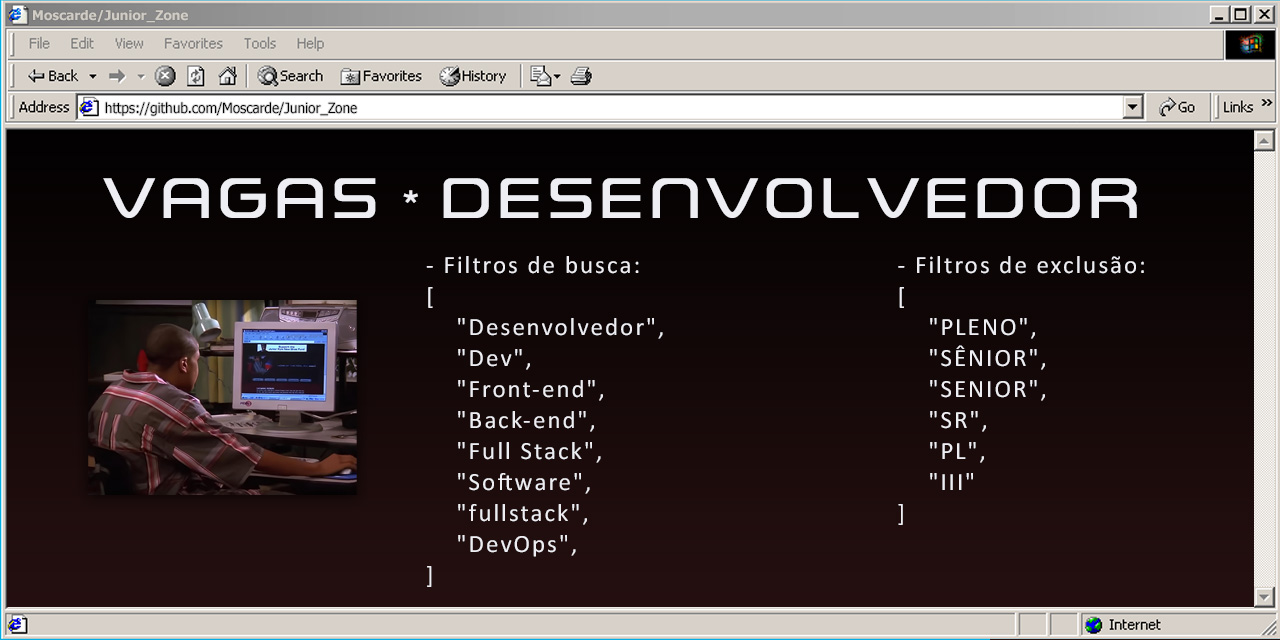 Moscarde/Junior_Zone
File Edit View Favorites Tools Help
Back Search Favorites History
Address https://github.com/Moscarde/Junior_Zone Go Links »
VAGAS * DESENVOLVEDOR
- Filtros de busca:
[
"Desenvolvedor",
"Dev",
"Front-end",
"Back-end",
"Full Stack",
"Software",
"fullstack",
"DevOps",
]
- Filtros de exclusão:
[
"PLENO",
"SÊNIOR",
"SENIOR",
"SR",
"PL",
"III"
]
Internet